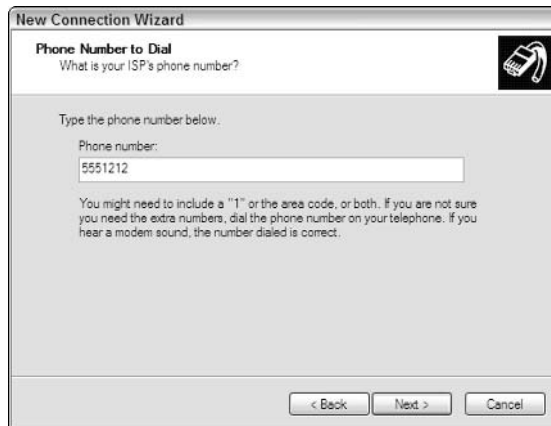 New Connection Wizard
Phone Number to Dial
What is your ISP's phone number?
Type the phone number below.
Phone number:
5551212
You might need to include a "1" or the area code, or both. If you are not sure
you need the extra numbers, dial the phone number on your telephone. If you
hear a modem sound, the number dialed is correct.
< Back
Next >
Cancel